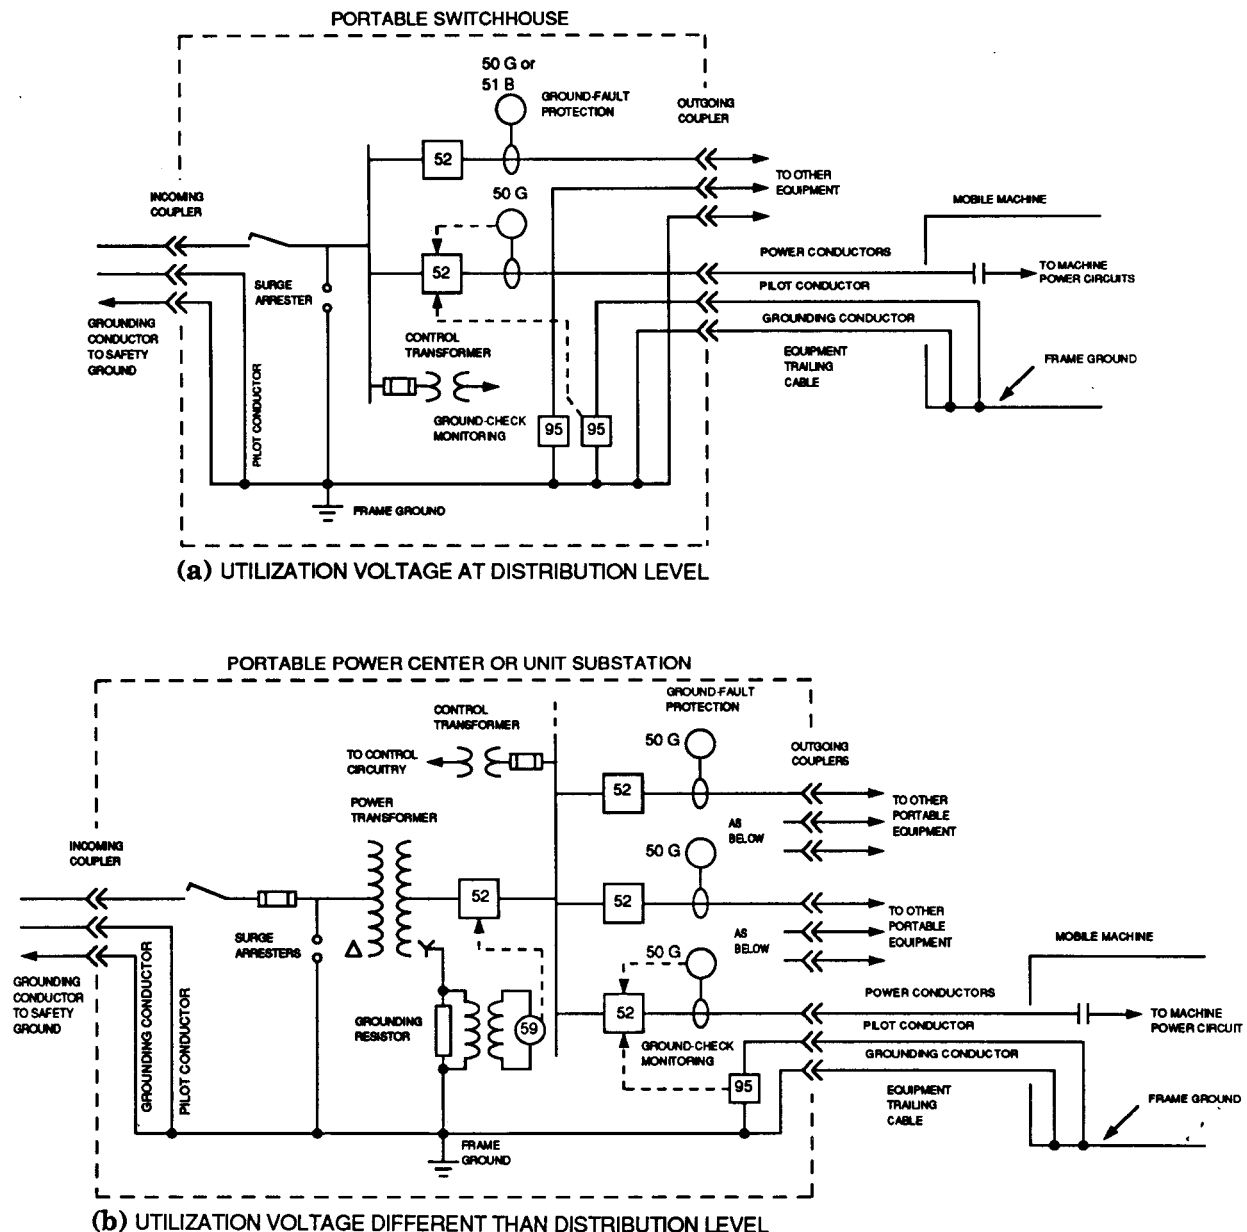 PORTABLE SWITCHHOUSE
50 G or
51 B
GROUND-FAULT
PROTECTION
OUTGOING
COUPLER
52
TO OTHER
EQUIPMENT
INCOMING
COUPLER
50 G
MOBILE MACHINE
52
POWER CONDUCTORS
TO MACHINE
POWER CIRCUITS
SURGE
ARRESTER
PILOT CONDUCTOR
GROUNDING
CONDUCTOR
TO SAFETY
GROUND
GROUNDING CONDUCTOR
CONTROL
TRANSFORMER
EQUIPMENT
TRAILING
CABLE
FRAME GROUND
PILOT CONDUCTOR
GROUND-CHECK
MONITORING
95
95
FRAME GROUND
(a) UTILIZATION VOLTAGE AT DISTRIBUTION LEVEL
PORTABLE POWER CENTER OR UNIT SUBSTATION
CONTROL
TRANSFORMER
GROUND-FAULT
PROTECTION
TO CONTROL
CIRCUITRY
50 G
OUTGOING
COUPLERS
52
TO OTHER
PORTABLE
EQUIPMENT
POWER
TRANSFORMER
AS
BELOW
INCOMING
COUPLER
50 G
52
52
TO OTHER
PORTABLE
EQUIPMENT
SURGE
ARRESTERS
Δ
Y
AS
BELOW
50 G
MOBILE MACHINE
GROUNDING
CONDUCTOR
TO SAFETY
GROUND
GROUNDING CONDUCTOR
PILOT CONDUCTOR
GROUNDING
RESISTOR
59
52
POWER CONDUCTORS
TO MACHINE
POWER CIRCUIT
PILOT CONDUCTOR
GROUND-CHECK
MONITORING
GROUNDING CONDUCTOR
95
EQUIPMENT
TRAILING
CABLE
FRAME GROUND
FRAME
GROUND
(b) UTILIZATION VOLTAGE DIFFERENT THAN DISTRIBUTION LEVEL